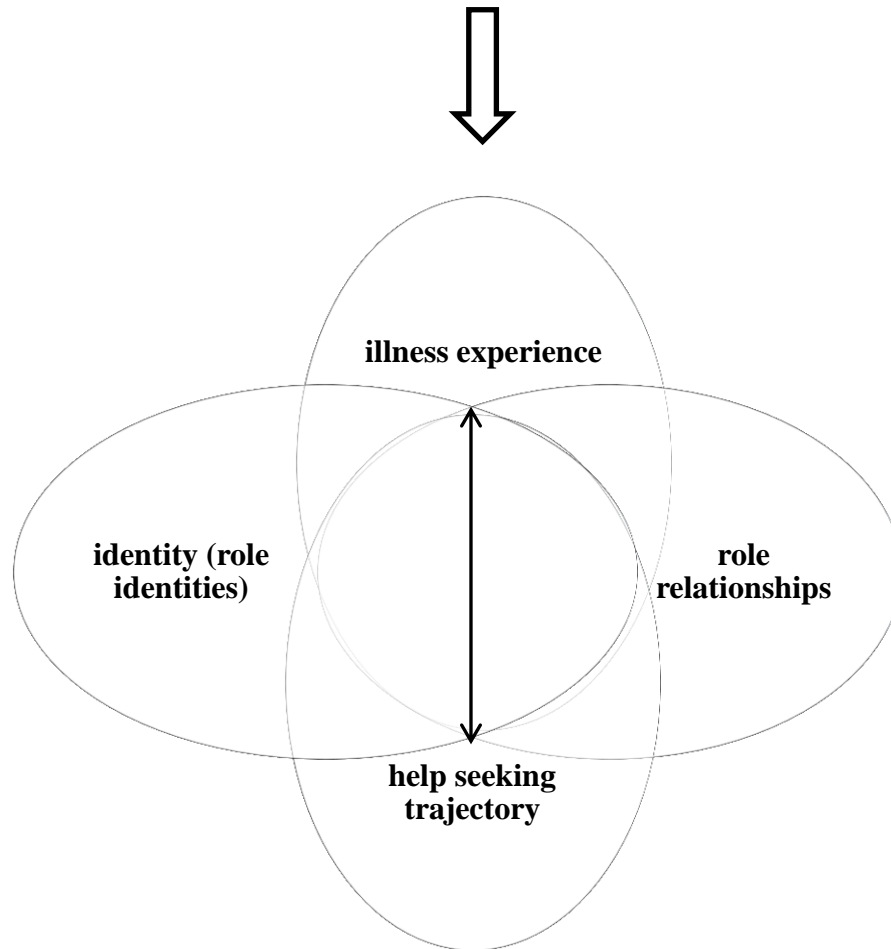 illness experience
identity (role
identities)
role
relationships
help seeking
trajectory